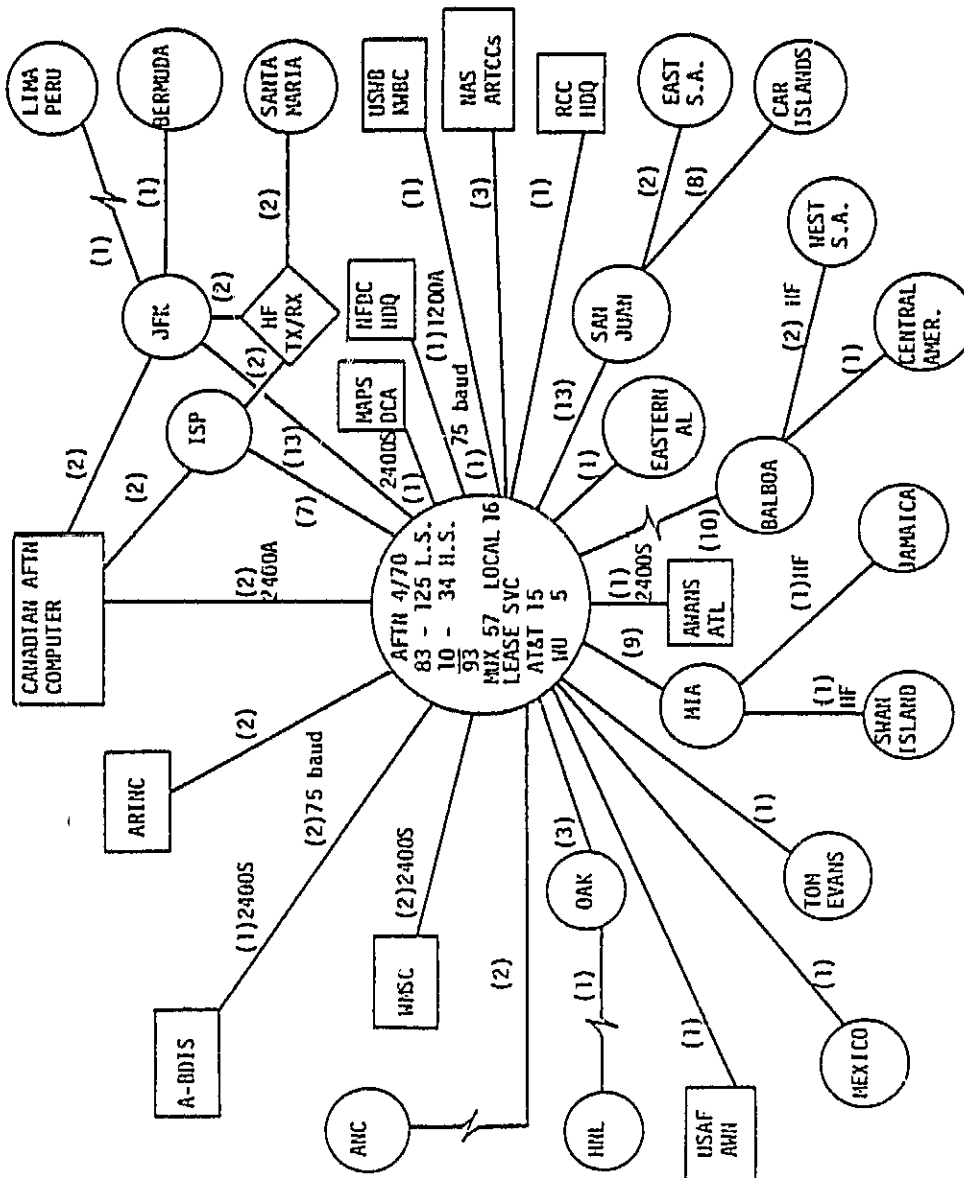 LIMA
PERU
BERMUDA
SANTA
MARIA
(1)
(1)
(2)
JFK
(2)
HF
TX/RX
(2)
ISP
(2)
(2)
CANADIAN AFTN
COMPUTER
(2)
2400A
(7)
(13)
MAPS
DCA
2400S
(1)
NFDC
HDQ
(1)1200A
USWB
KWBC
(1)
75 baud
(1)
NAS
ARTCCs
(3)
RCC
HDQ
(1)
EAST
S.A.
(2)
CAR
ISLANDS
(8)
SAN
JUAN
(13)
EASTERN
AL
(1)
WEST
S.A.
(2) HF
CENTRAL
AMER.
(1)
BALBOA
(10)
AFTN 4/70
83 - 125 L.S.
10 - 34 H.S.
93
MUX 57 LOCAL 16
LEASE SVC
AT&T 15
WU 5
(1)
2400S
AWANS
ATL
(9)
MIA
(1)HF
JAMAICA
(1)
HF
SWAN
ISLAND
ARINC
(2)
A-BDIS
(1)2400S
(2)75 baud
WMSC
(2)2400S
ANC
(2)
OAK
(3)
HNL
(1)
USAF
AWN
(1)
MEXICO
(1)
TOM
EVANS
(1)